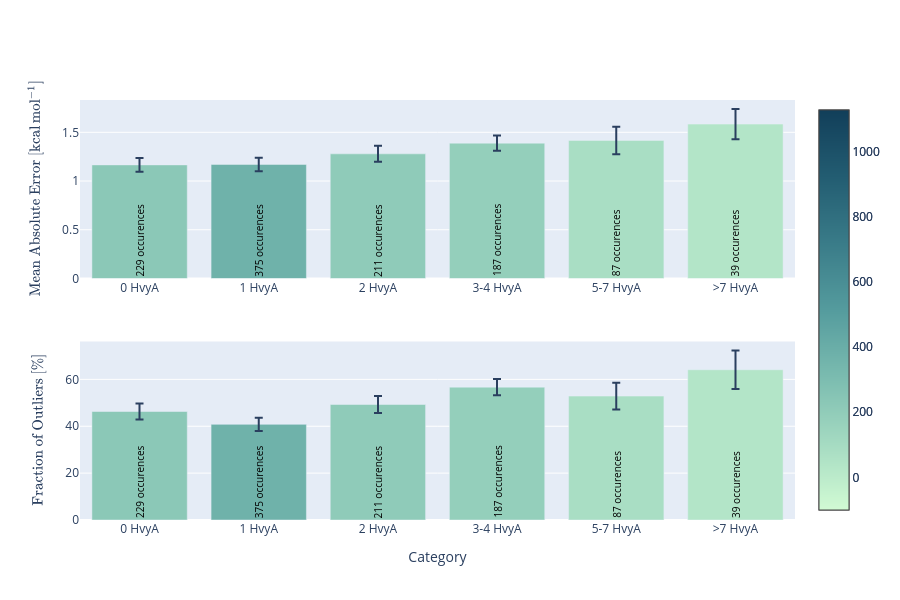 Mean Absolute Error [kcal mol⁻¹]
1.5
1
0.5
0
229 occurences
375 occurences
211 occurences
187 occurences
87 occurences
39 occurences
0 HvyA
1 HvyA
2 HvyA
3-4 HvyA
5-7 HvyA
>7 HvyA
Fraction of Outliers [%]
60
40
20
0
229 occurences
375 occurences
211 occurences
187 occurences
87 occurences
39 occurences
0 HvyA
1 HvyA
2 HvyA
3-4 HvyA
5-7 HvyA
>7 HvyA
Category
1000
800
600
400
200
0